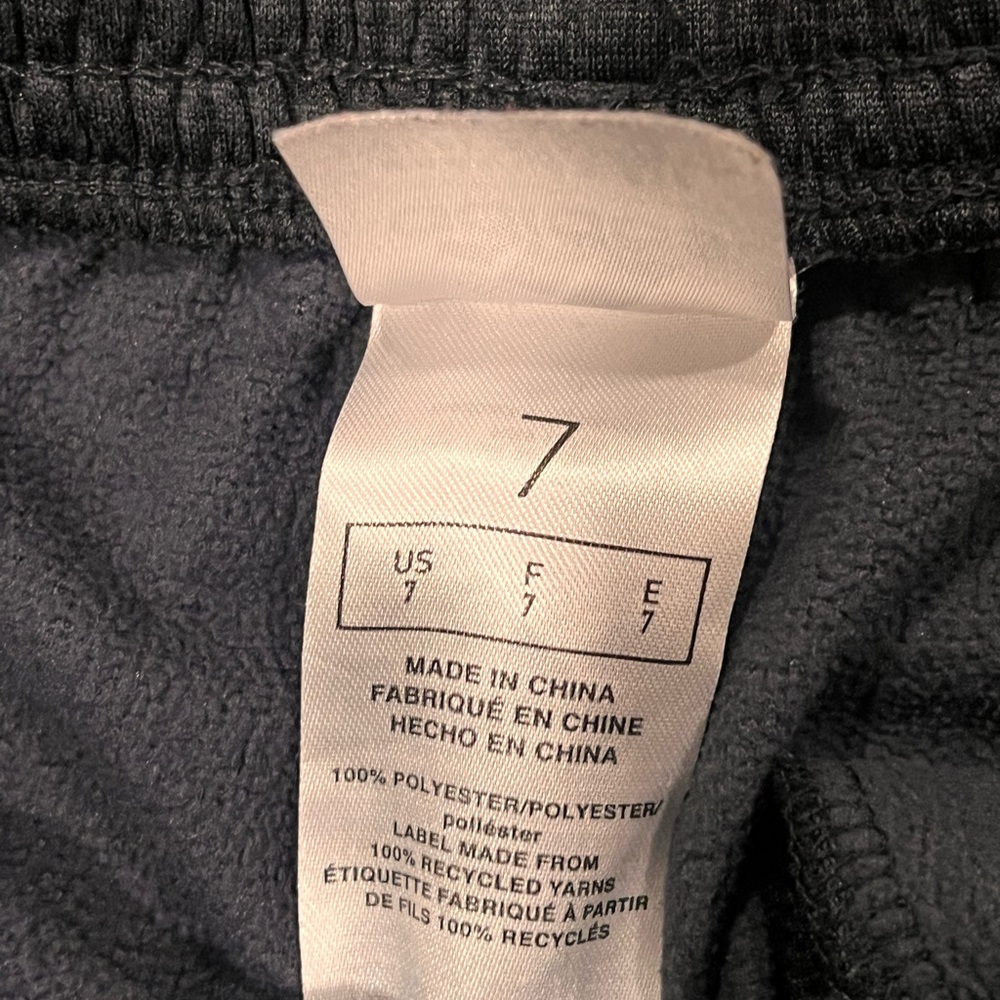 7
US F E
7 7 7
MADE IN CHINA
FABRIQUÉ EN CHINE
HECHO EN CHINA
100% POLYESTER/POLYESTER/
poliéster
LABEL MADE FROM
100% RECYCLED YARNS
ÉTIQUETTE FABRIQUÉ À PARTIR
DE FILS 100% RECYCLÉS